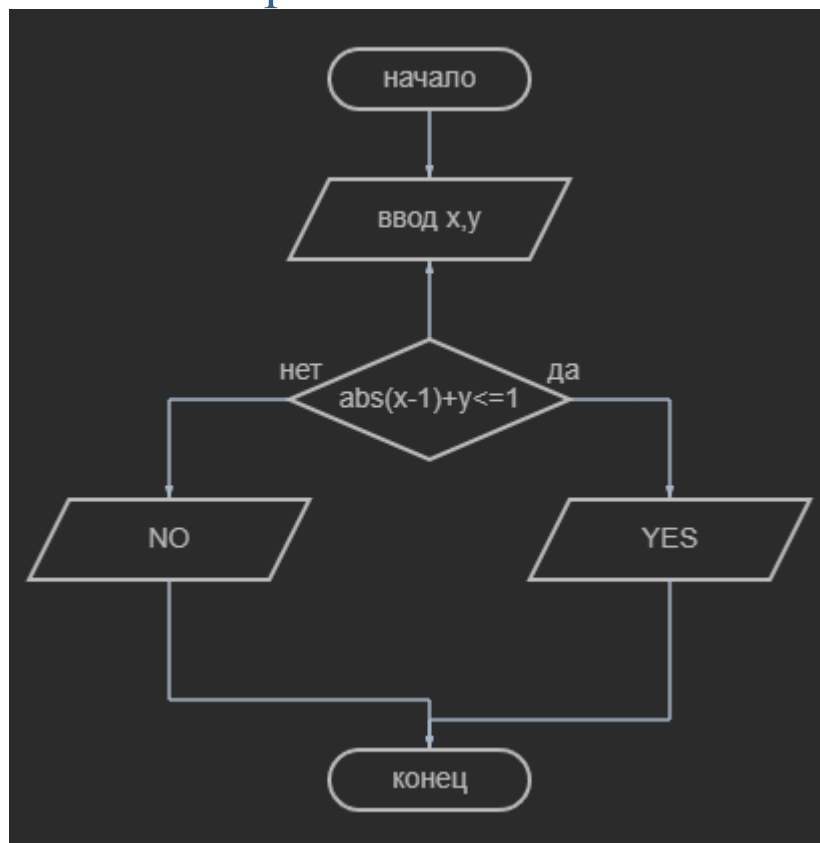 начало
ввод x,y
нет
да
abs(x-1)+y<=1
NO
YES
конец